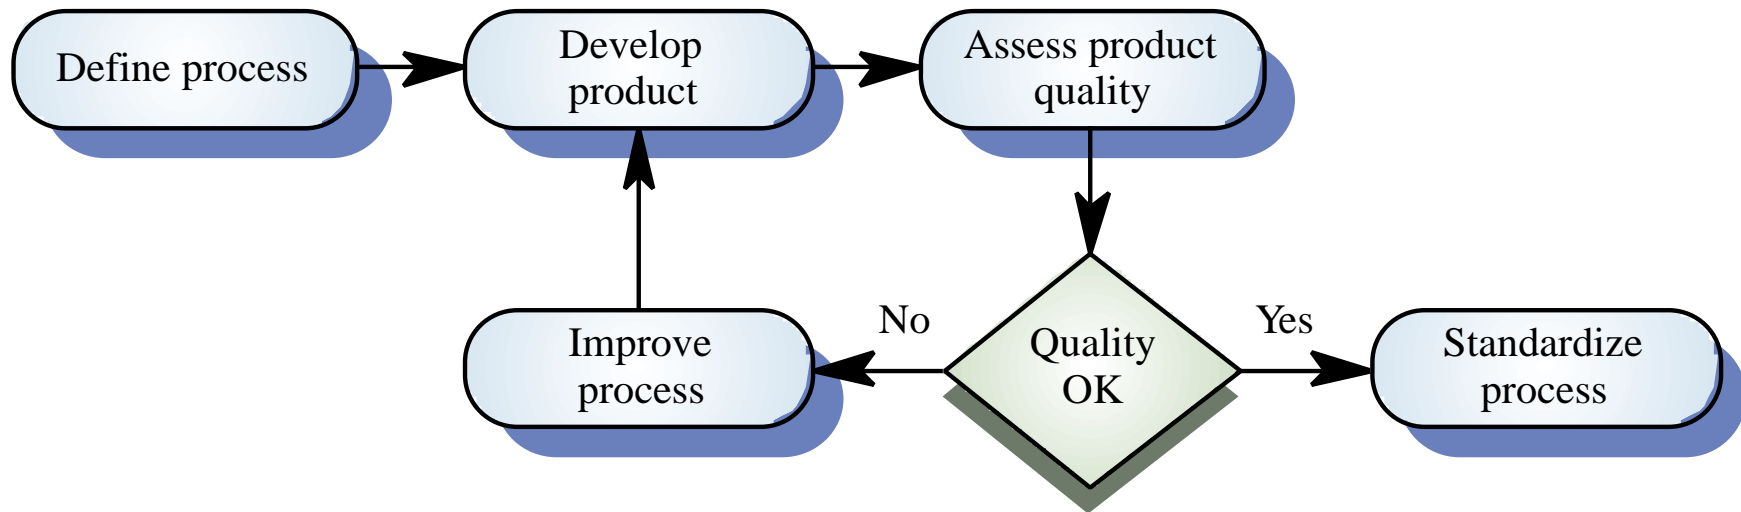 Define process
Develop
product
Assess product
quality
No
Yes
Improve
process
Quality
OK
Standardize
process